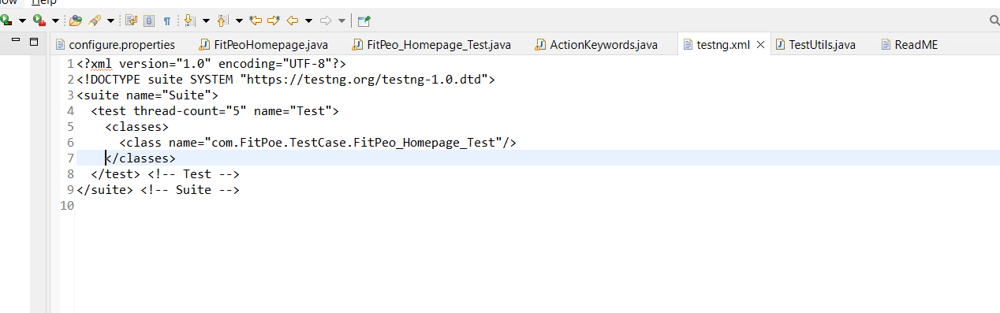 Help
configure.properties FitPeoHomepage.java FitPeo_Homepage_Test.java ActionKeywords.java testng.xml TestUtils.java ReadME
1 <?xml version="1.0" encoding="UTF-8"?>
2 <!DOCTYPE suite SYSTEM "https://testng.org/testng-1.0.dtd">
3 <suite name="Suite">
4 <test thread-count="5" name="Test">
5 <classes>
6 <class name="com.FitPoe.TestCase.FitPeo_Homepage_Test"/>
7 </classes>
8 </test> <!-- Test -->
9 </suite> <!-- Suite -->
10